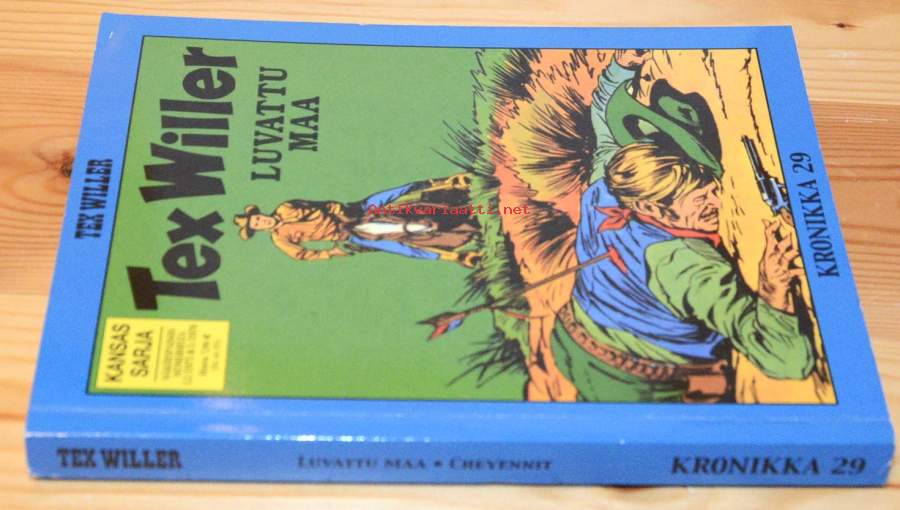 TEX WILLER
Tex Willer
LUVATTU
MAA
KANSAS
SARJA
KRONIKKA 29
antikvariaatti.net
TEX WILLER
LUVATTU MAA • CHEYENNIT
KRONIKKA 29